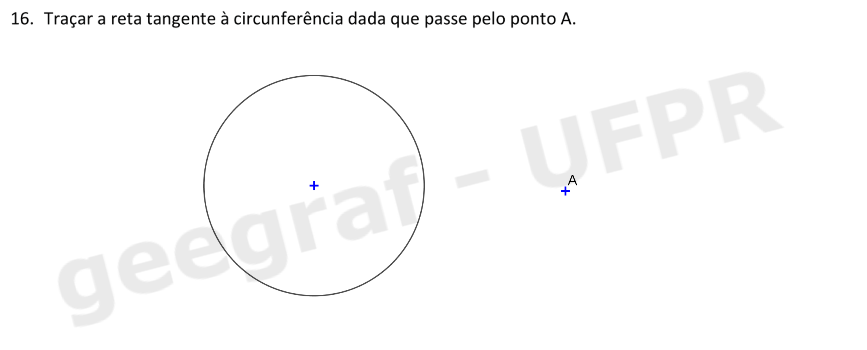 16. Traçar a reta tangente à circunferência dada que passe pelo ponto A.
A
geegraf - UFPR